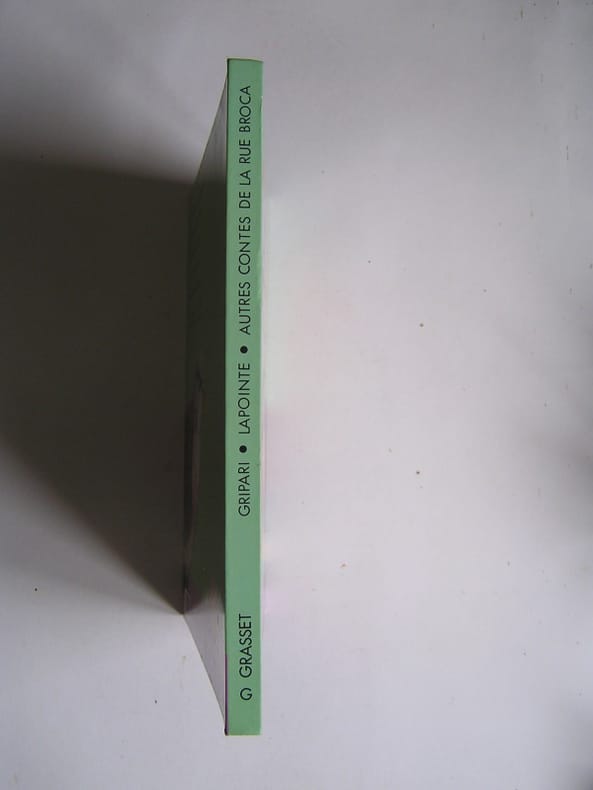 G GRASSET GRIPARI • LAPOINTE • AUTRES CONTES DE LA RUE BROCA